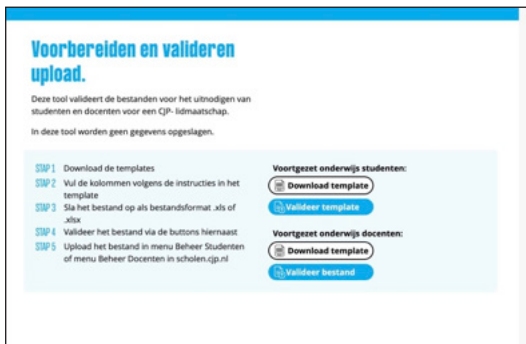 Voorbereiden en valideren
upload.
Deze tool valideert de bestanden voor het uitnodigen van
studenten en docenten voor een CJP- lidmaatschap.
In deze tool worden geen gegevens opgeslagen.
STAP 1 Download de templates
STAP 2 Vul de kolommen volgens de instructies in het
template
STAP 3 Sla het bestand op als bestandsformat .xls of
.xlsx
STAP 4 Valideer het bestand via de buttons hiernaast
STAP 5 Upload het bestand in menu Beheer Studenten
of menu Beheer Docenten in scholen.cjp.nl
Voortgezet onderwijs studenten:
Download template
Valideer template
Voortgezet onderwijs docenten:
Download template
Valideer bestand